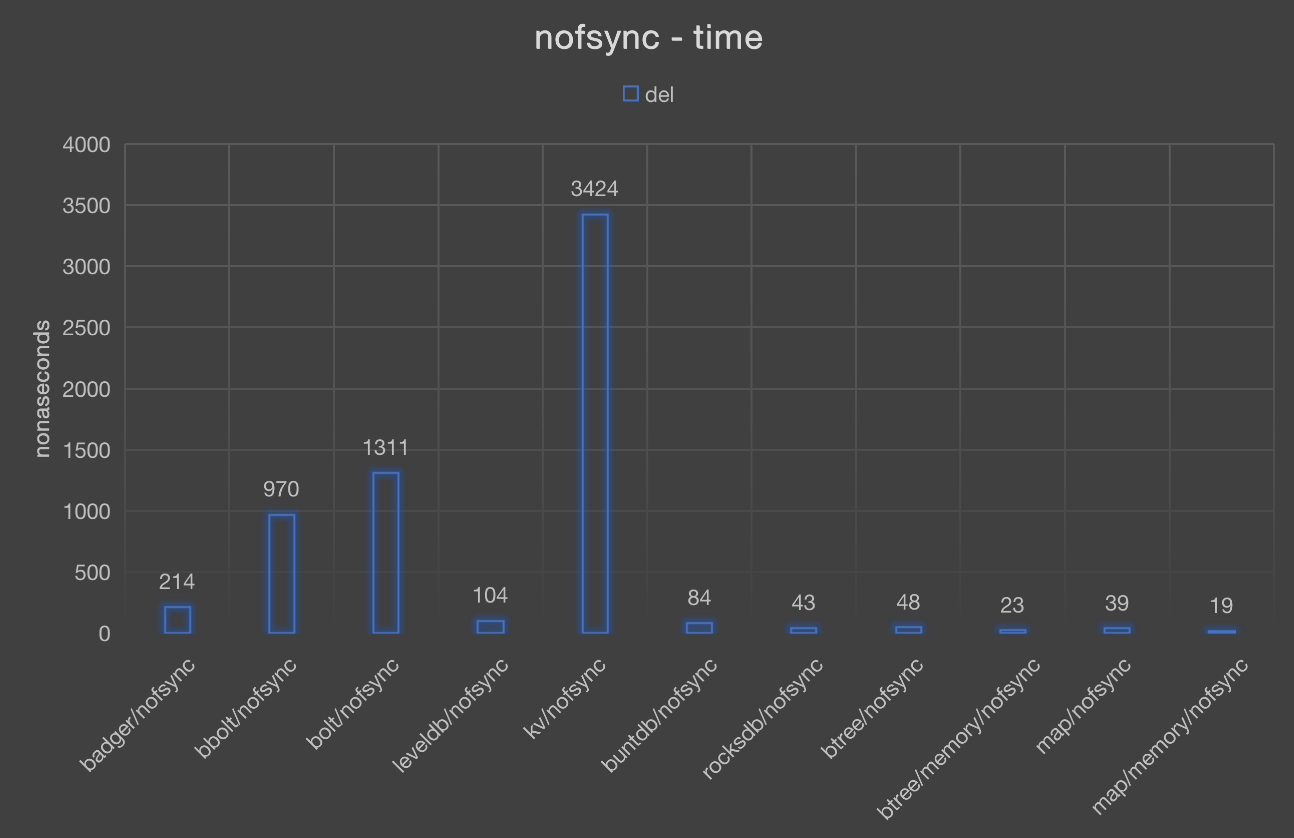 nofsync - time
del
4000
3500
3000
2500
2000
1500
1000
500
0
nonaseconds
214
970
1311
104
3424
84
43
48
23
39
19
badger/nofsync
bbolt/nofsync
bolt/nofsync
leveldb/nofsync
kv/nofsync
buntdb/nofsync
rocksdb/nofsync
btree/nofsync
btree/memory/nofsync
map/nofsync
map/memory/nofsync